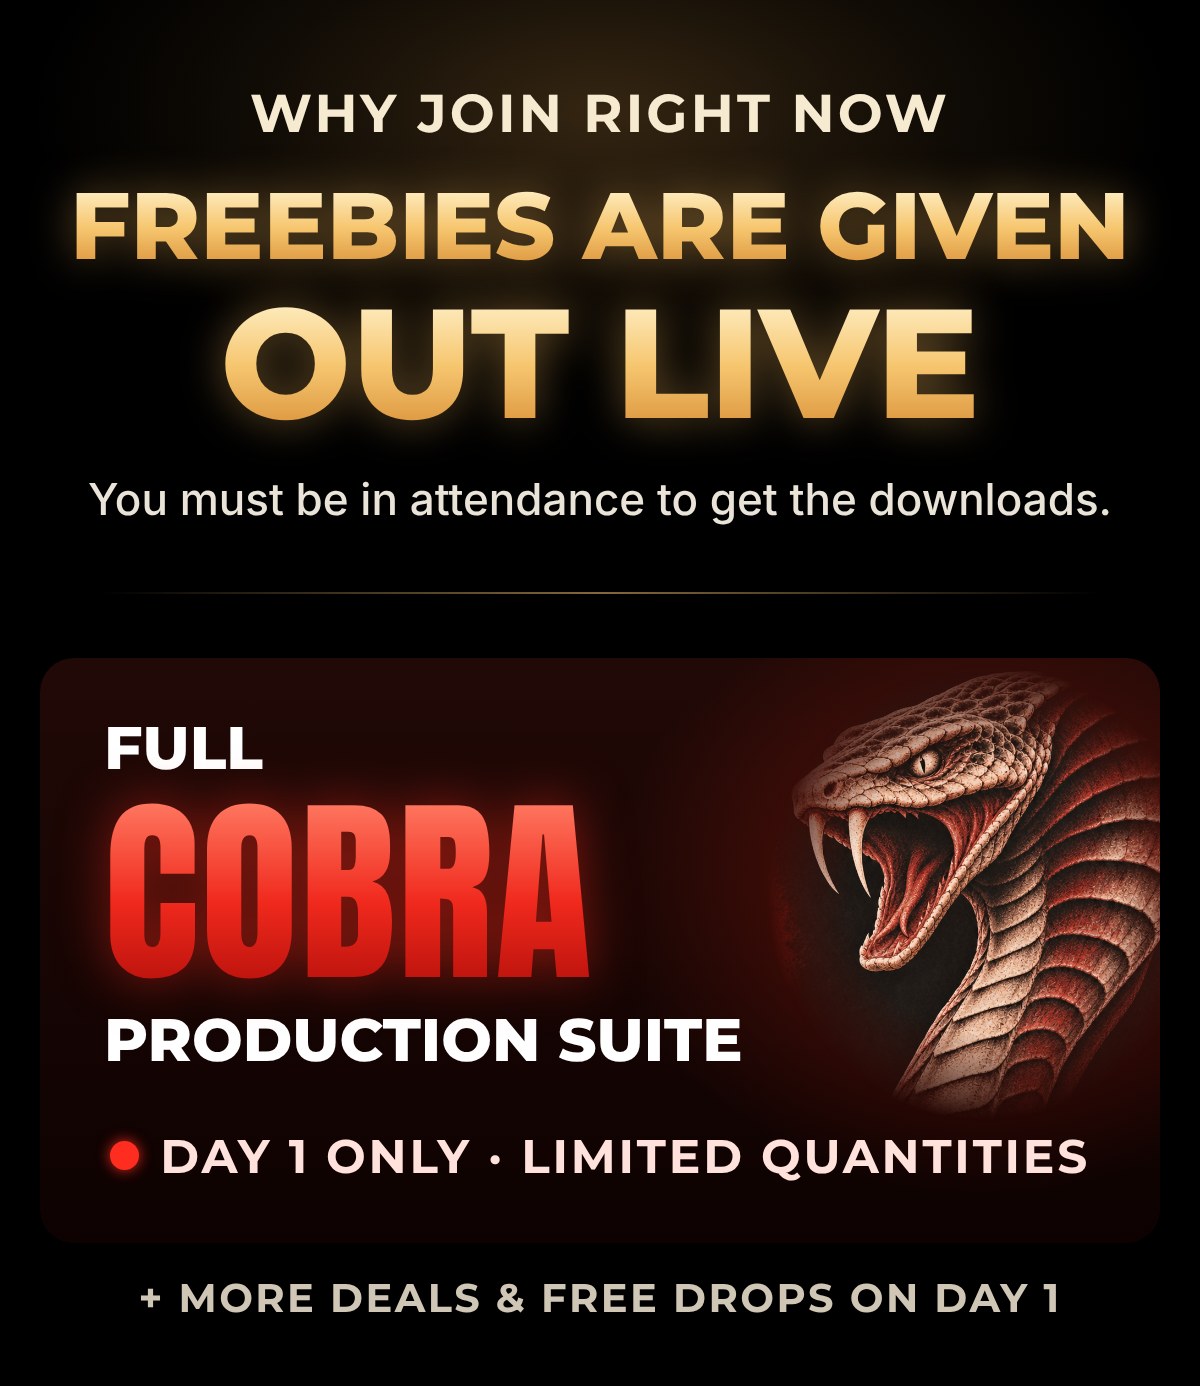 WHY JOIN RIGHT NOW
FREEBIES ARE GIVEN
OUT LIVE
You must be in attendance to get the downloads.
FULL
COBRA
PRODUCTION SUITE
DAY 1 ONLY · LIMITED QUANTITIES
+ MORE DEALS & FREE DROPS ON DAY 1